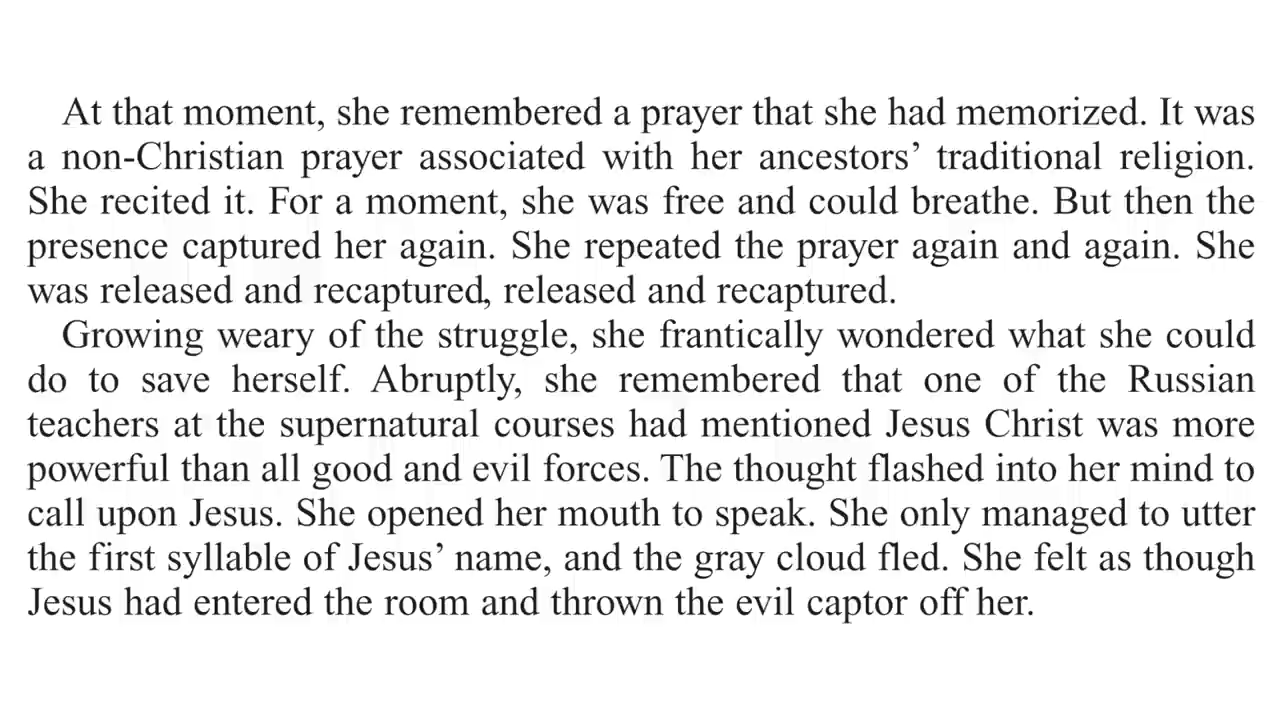 At that moment, she remembered a prayer that she had memorized. It was
a non-Christian prayer associated with her ancestors’ traditional religion.
She recited it. For a moment, she was free and could breathe. But then the
presence captured her again. She repeated the prayer again and again. She
was released and recaptured, released and recaptured.
Growing weary of the struggle, she frantically wondered what she could
do to save herself. Abruptly, she remembered that one of the Russian
teachers at the supernatural courses had mentioned Jesus Christ was more
powerful than all good and evil forces. The thought flashed into her mind to
call upon Jesus. She opened her mouth to speak. She only managed to utter
the first syllable of Jesus’ name, and the gray cloud fled. She felt as though
Jesus had entered the room and thrown the evil captor off her.